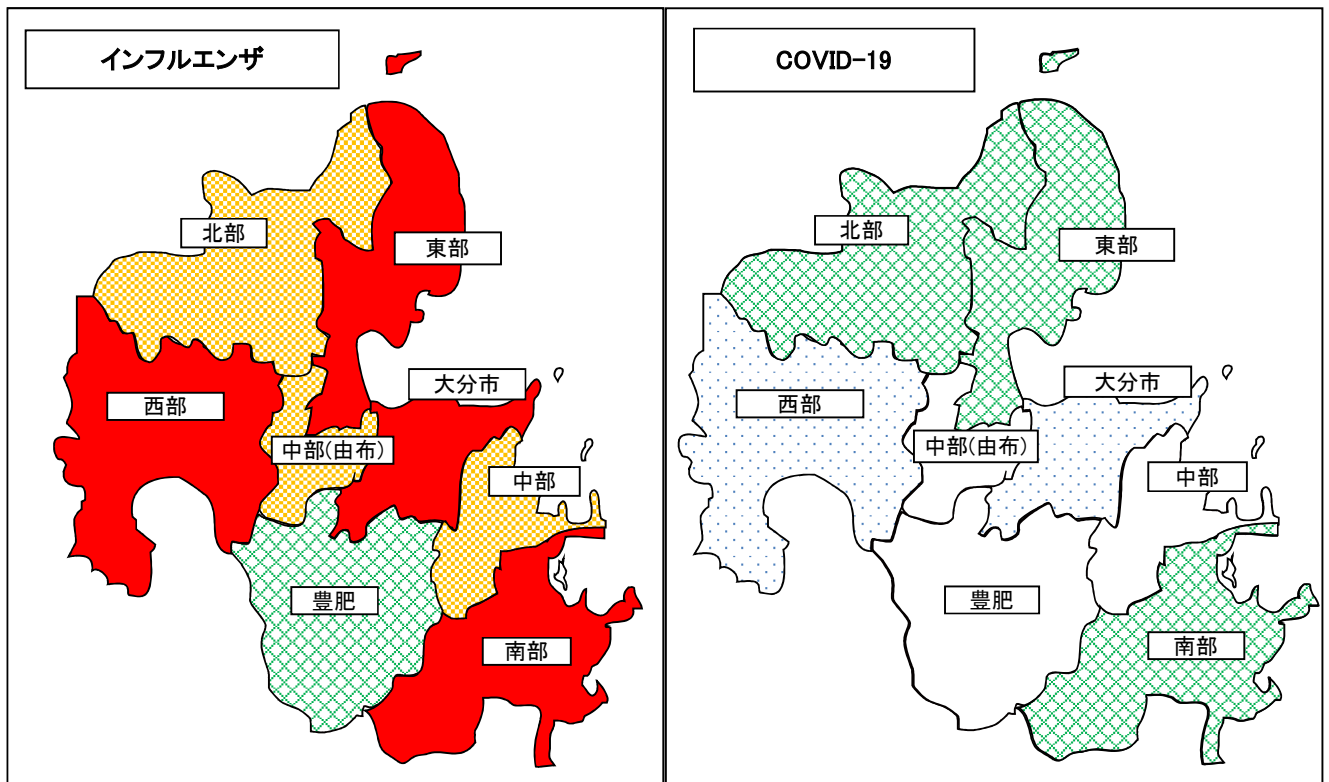 インフルエンザ
北部
東部
大分市
西部
中部(由布)
中部
豊肥
南部
COVID-19
北部
東部
大分市
西部
中部(由布)
中部
豊肥
南部